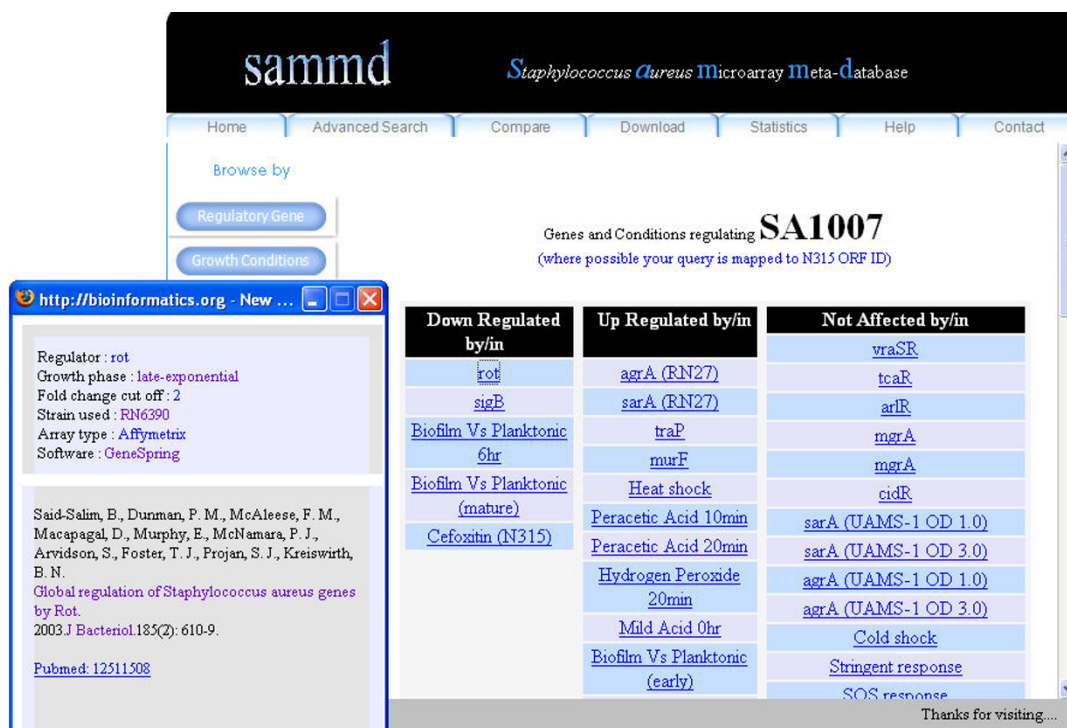 sammd
Staphylococcus aureus microarray meta-database
Home Advanced Search Compare Download Statistics Help Contact
Browse by
Regulatory Gene
Growth Conditions
Genes and Conditions regulating SA1007
(where possible your query is mapped to N315 ORF ID)
Down Regulated
by/in
rot
sigB
Biofilm Vs Planktonic
6hr
Biofilm Vs Planktonic
(mature)
Cefoxitin (N315)
Up Regulated by/in
agrA (RN27)
sarA (RN27)
traP
murF
Heat shock
Peracetic Acid 10min
Peracetic Acid 20min
Hydrogen Peroxide
20min
Mild Acid 0hr
Biofilm Vs Planktonic
(early)
Not Affected by/in
vraSR
tcaR
arlR
mgrA
mgrA
cidR
sarA (UAMS-1 OD 1.0)
sarA (UAMS-1 OD 3.0)
agrA (UAMS-1 OD 1.0)
agrA (UAMS-1 OD 3.0)
Cold shock
Stringent response
SOS response
http://bioinformatics.org - New ...
Regulator : rot
Growth phase : late-exponential
Fold change cut off : 2
Strain used : RN6390
Array type : Affymetrix
Software : GeneSpring
Said-Salim, B., Dunman, P. M., McAleese, F. M.,
Macapagal, D., Murphy, E., McNamara, P. J.,
Arvidson, S., Foster, T. J., Projan, S. J., Kreiswirth,
B. N.
Global regulation of Staphylococcus aureus genes
by Rot.
2003.J Bacteriol.185(2): 610-9.
Pubmed: 12511508
Thanks for visiting....